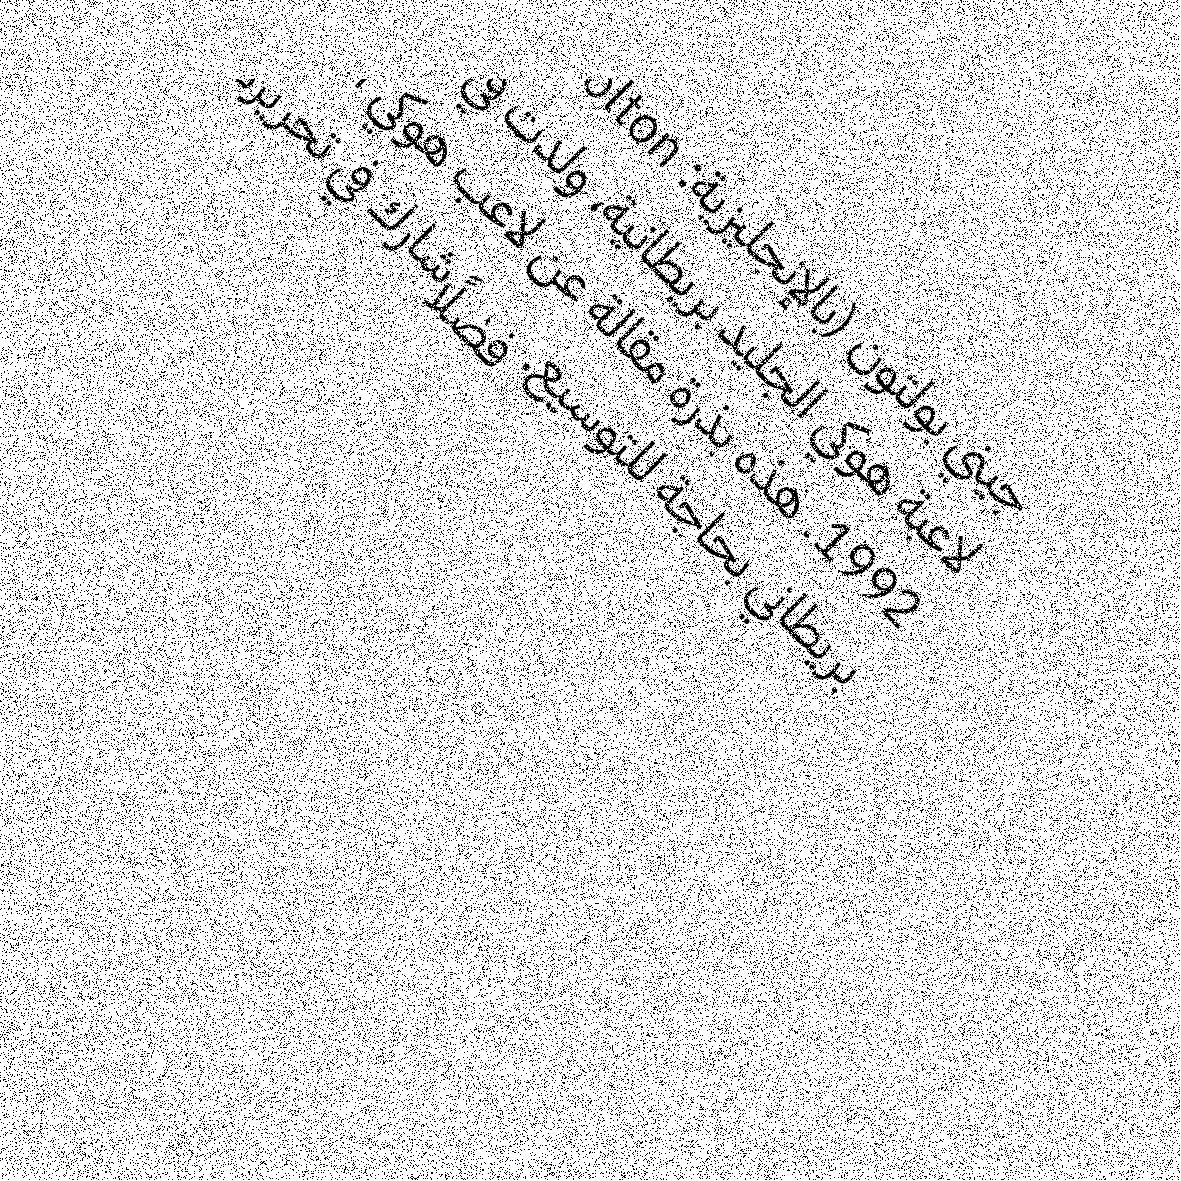 جيني بولتون (بالإنجليزية: lton
لاعبة هوكي الجليد بريطانية، ولدت في
1992. هذه بذرة مقالة عن لاعب هوكي
بريطاني بحاجة للتوسيع. فضلًا شارك في تحرير